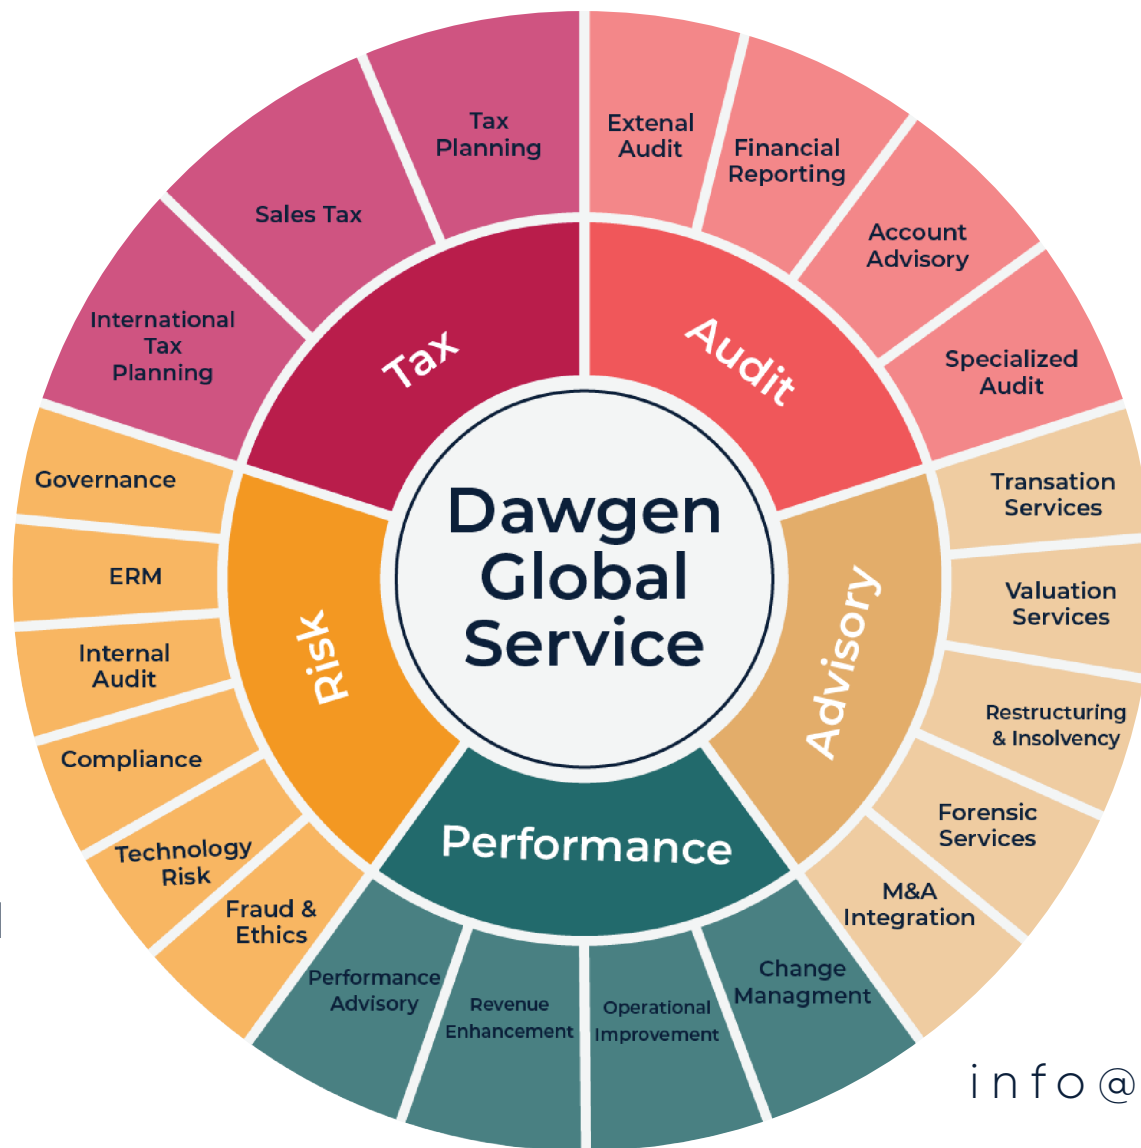 Dawgen
Global
Service
Tax
Audit
Advisory
Performance
Risk
Tax
Planning
Sales Tax
International
Tax
Planning
Extenal
Audit
Financial
Reporting
Account
Advisory
Specialized
Audit
Transation
Services
Valuation
Services
Restructuring
& Insolvency
Forensic
Services
M&A
Integration
Change
Managment
Operational
Improvement
Revenue
Enhancement
Performance
Advisory
Fraud &
Ethics
Technology
Risk
Compliance
Internal
Audit
ERM
Governance
info@